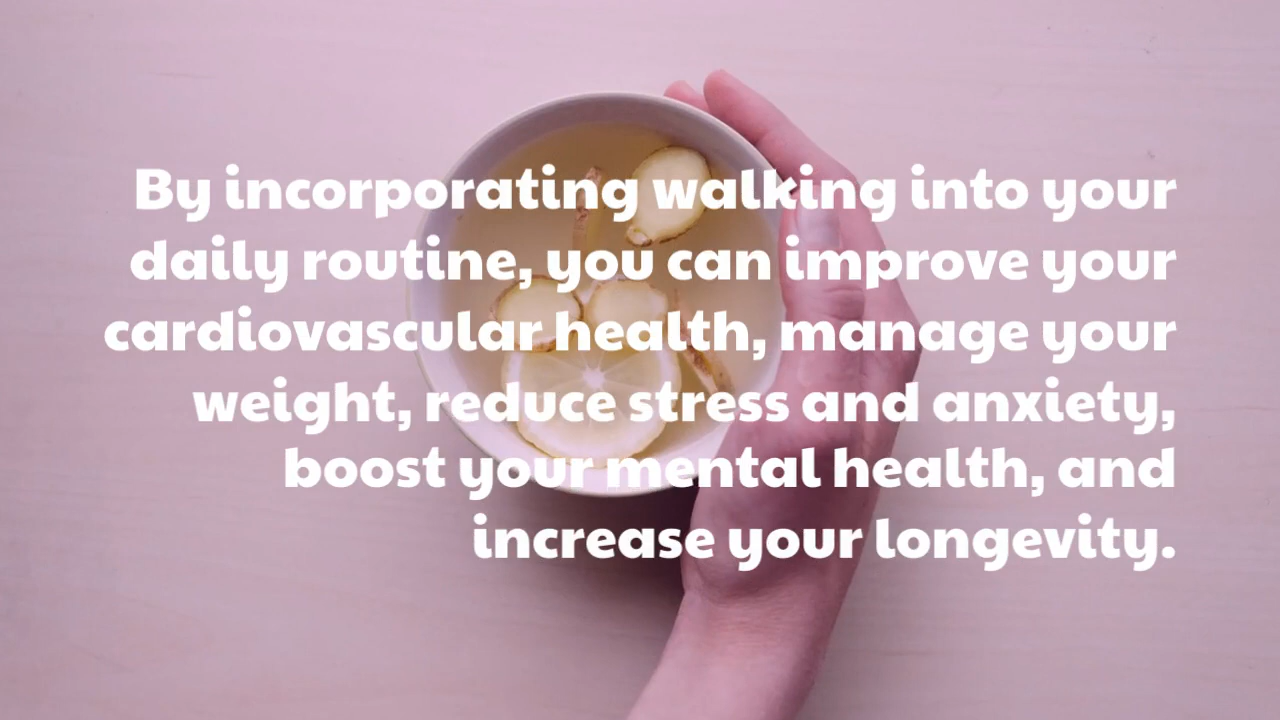 By incorporating walking into your
daily routine, you can improve your
cardiovascular health, manage your
weight, reduce stress and anxiety,
boost your mental health, and
increase your longevity.